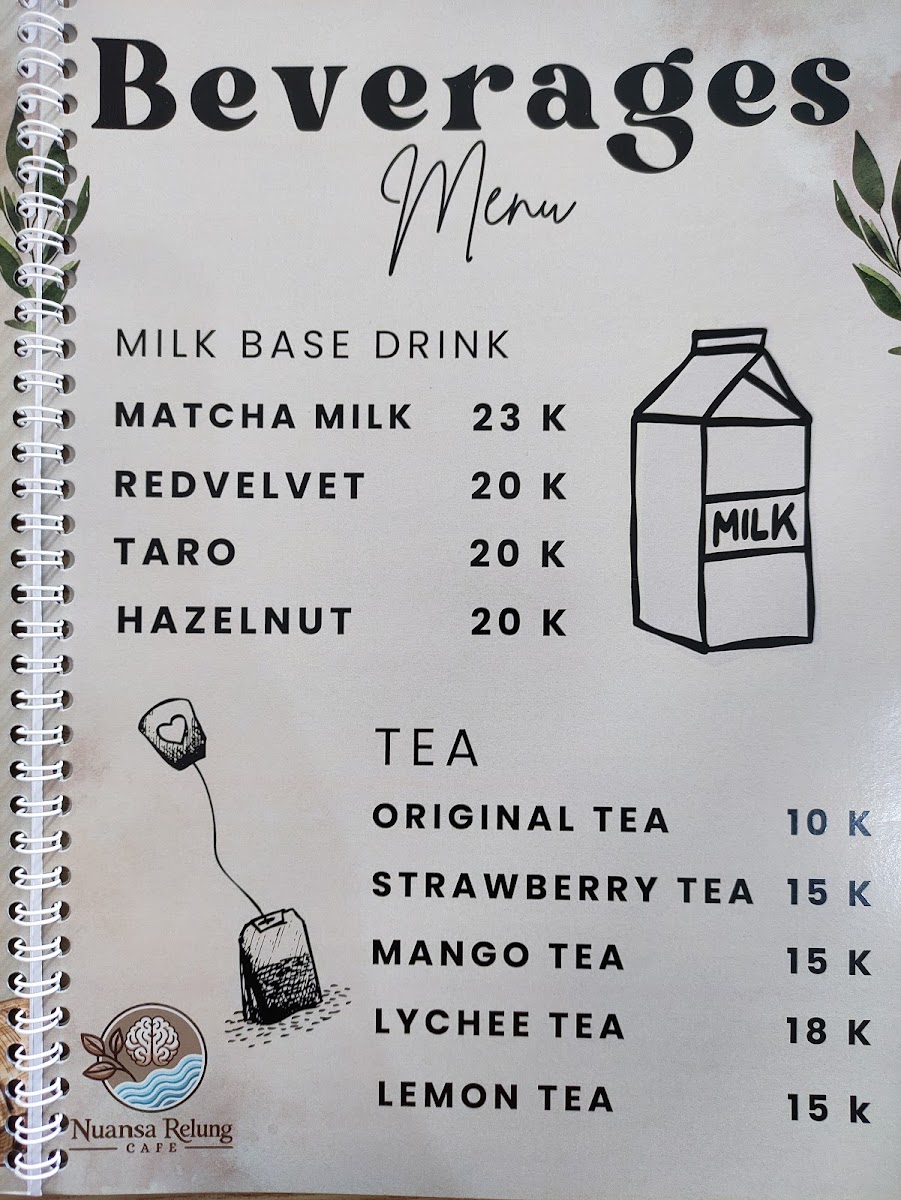 Beverages
Menu
MILK BASE DRINK
MATCHA MILK 23 K
REDVELVET 20 K
TARO 20 K
HAZELNUT 20 K
MILK
TEA
ORIGINAL TEA 10 K
STRAWBERRY TEA 15 K
MANGO TEA 15 K
LYCHEE TEA 18 K
LEMON TEA 15 k
Nuansa Relung
CAFE